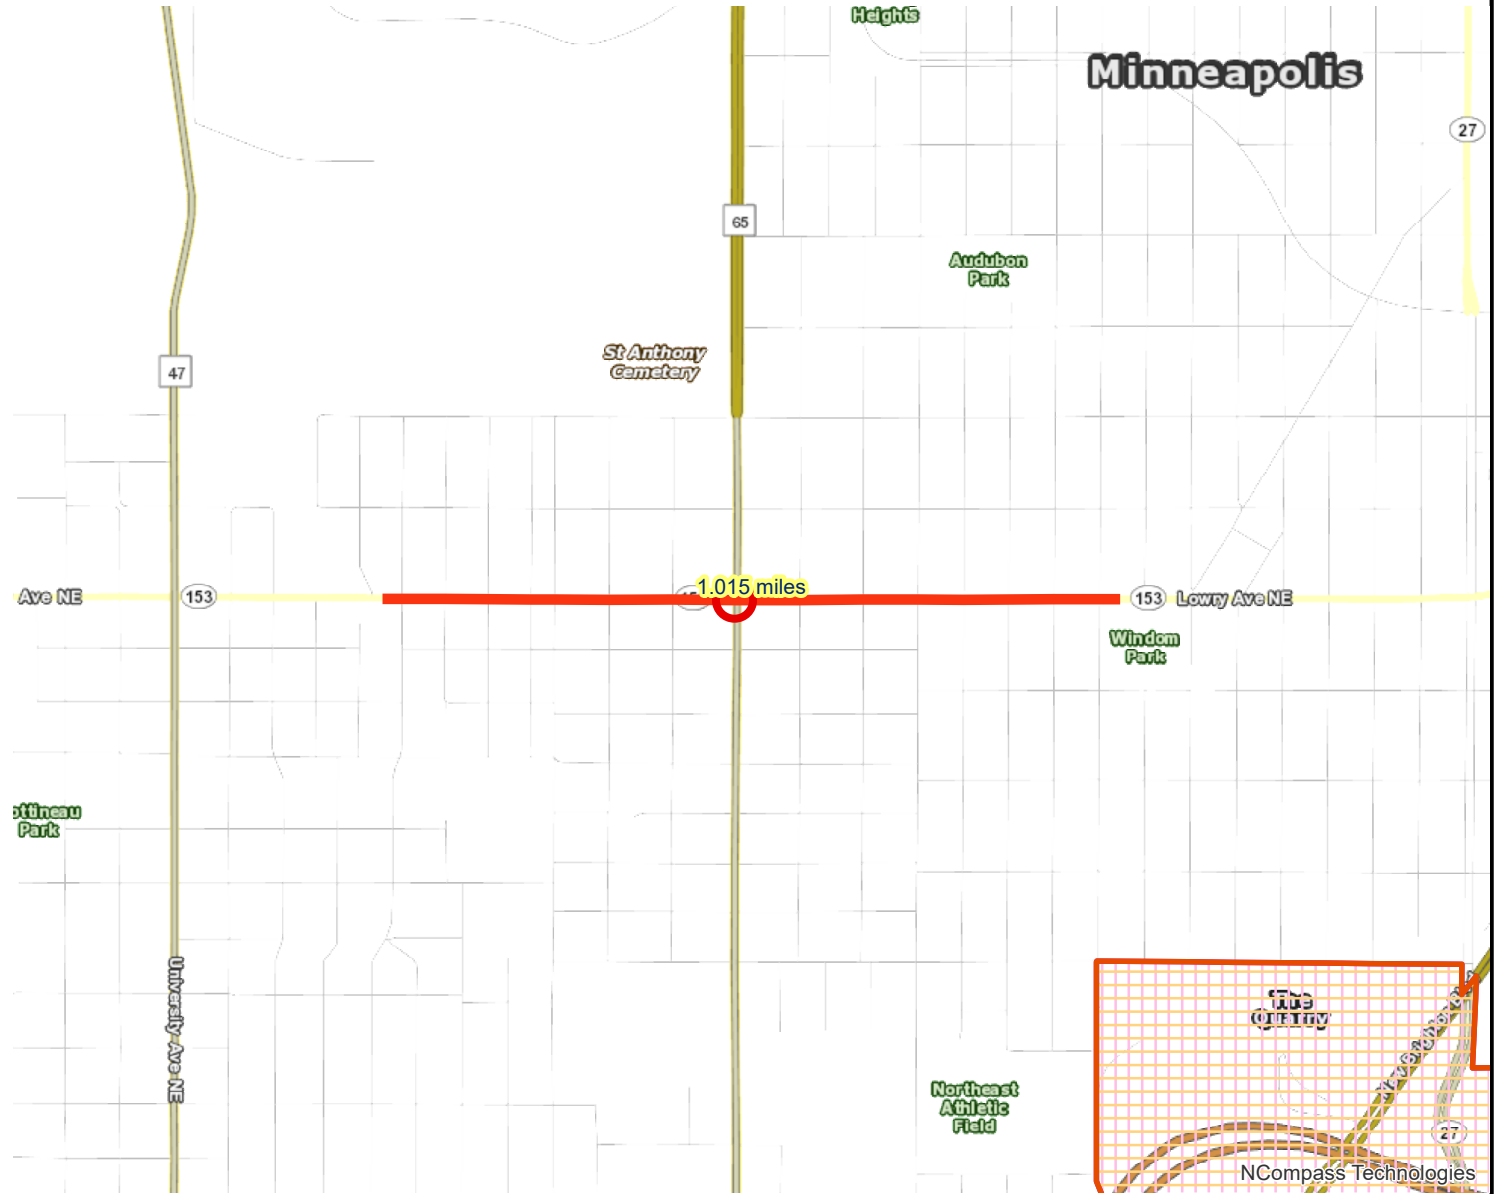 Heights
Minneapolis
27
65
Audubon
Park
St Anthony
Cemetery
47
1.015 miles
Ave NE
153
153
Lowry Ave NE
Windom
Park
ottineau
Park
University Ave NE
The
Quarry
Northeast
Athletic
Field
27
NCompass Technologies